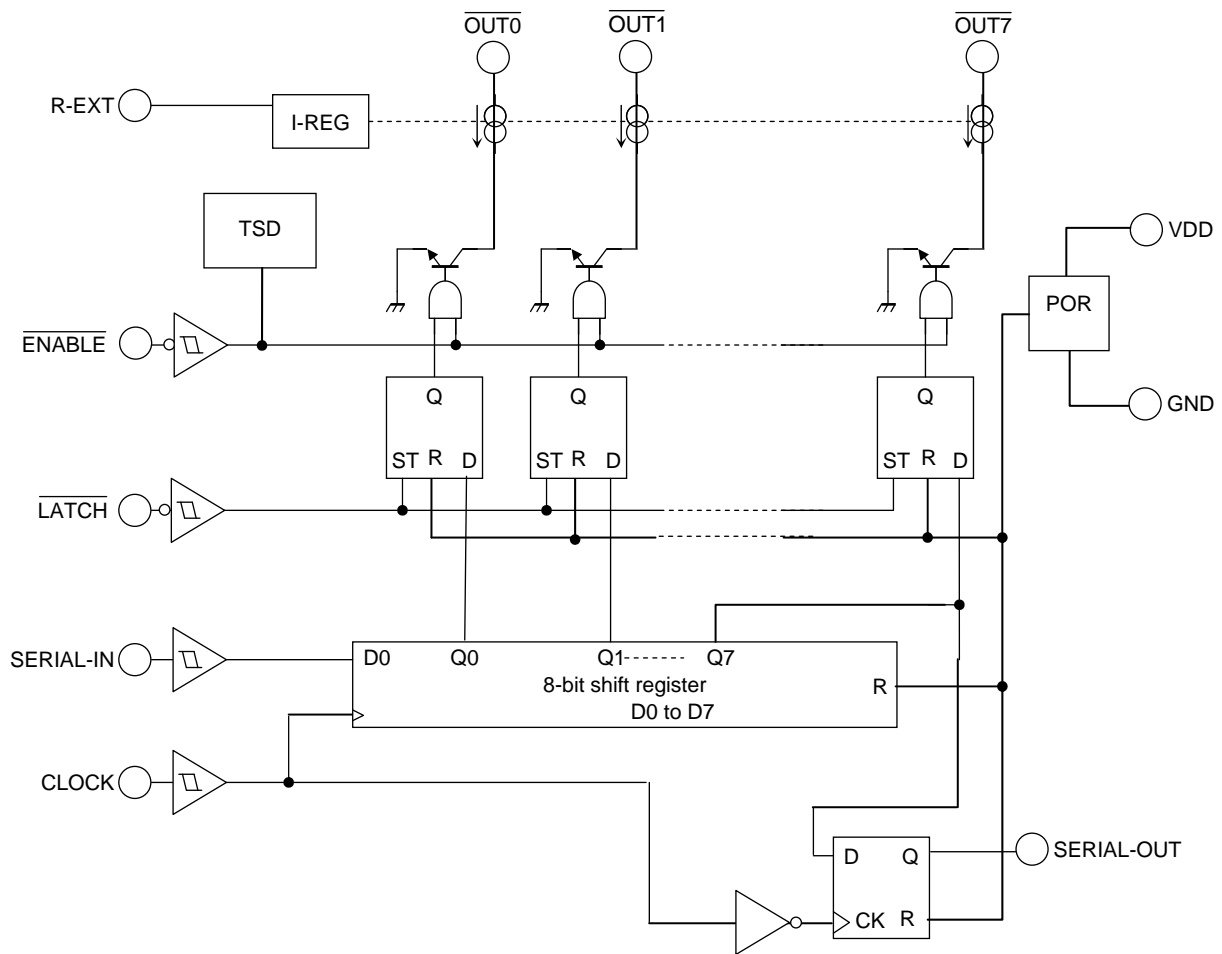 OUT0 OUT1 OUT7
R-EXT
I-REG
TSD
VDD
POR
ENABLE
GND
Q Q Q
ST R D ST R D ST R D
LATCH
SERIAL-IN
D0 Q0 Q1 Q7
8-bit shift register
R
D0 to D7
CLOCK
D Q
SERIAL-OUT
CK R